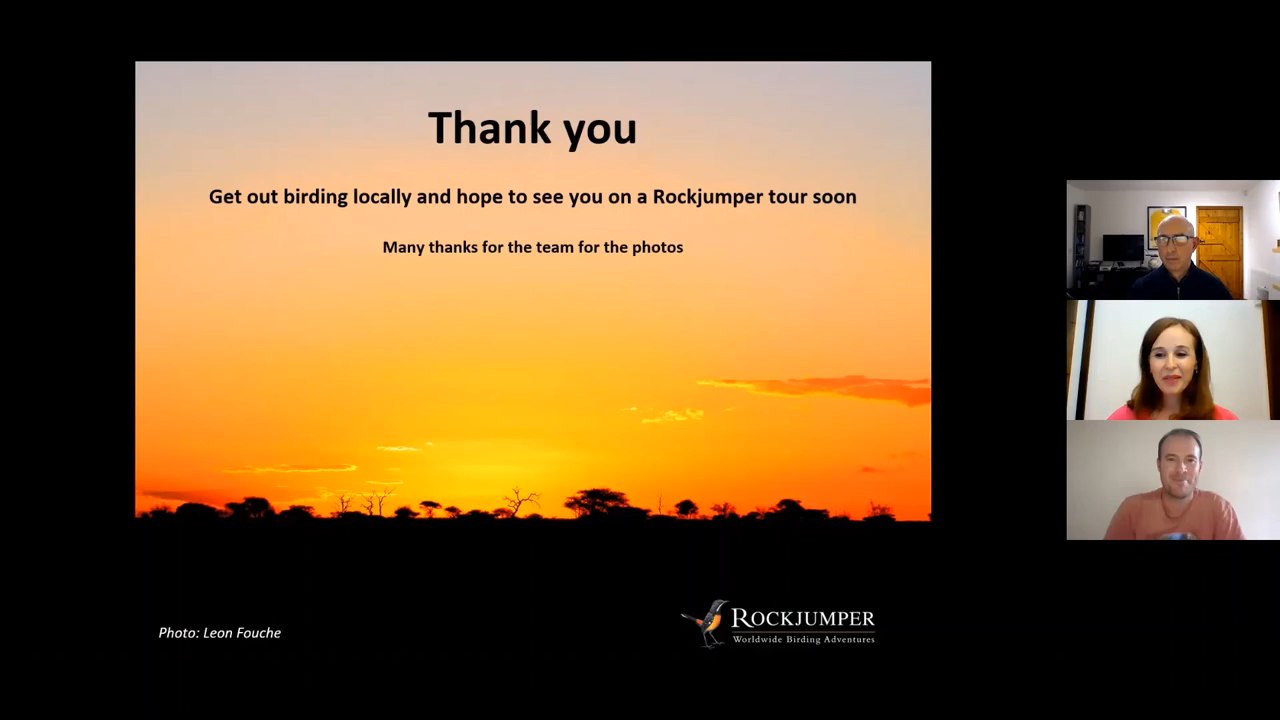 Thank you
Get out birding locally and hope to see you on a Rockjumper tour soon
Many thanks for the team for the photos
Photo: Leon Fouche
ROCKJUMPER
Worldwide Birding Adventures